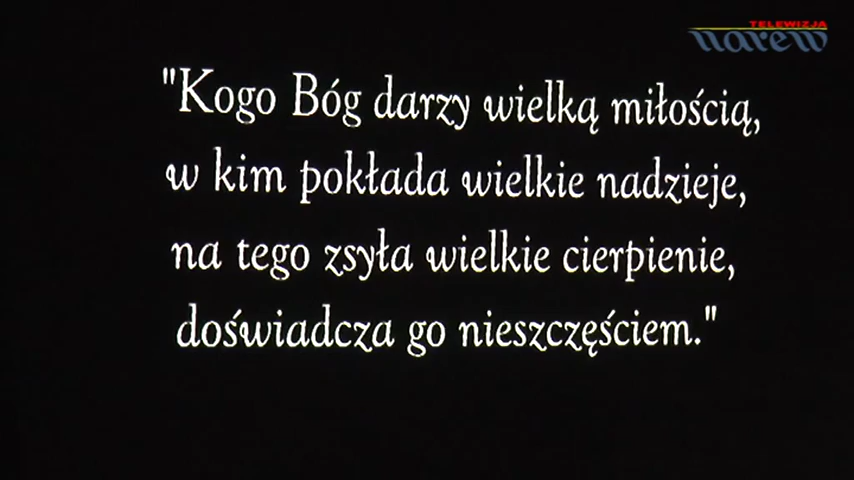 TELEWIZJA
narew
"Kogo Bóg darzy wielką miłością,
w kim pokłada wielkie nadzieje,
na tego zsyła wielkie cierpienie,
doświadcza go nieszczęściem."